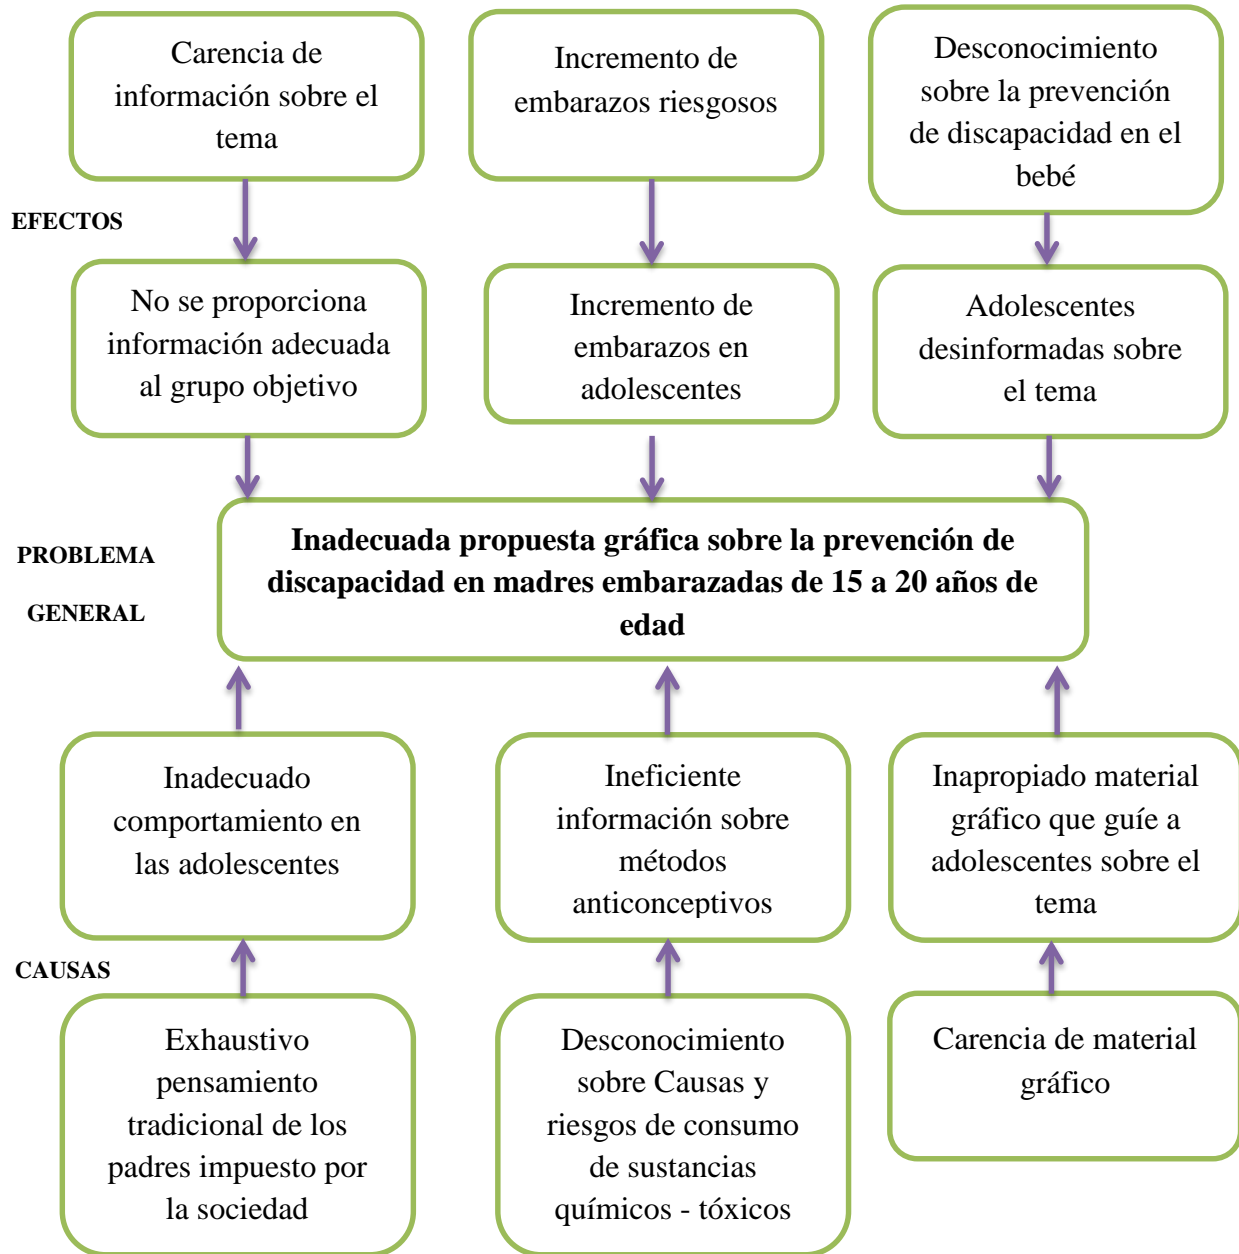 Carencia de
información sobre el
tema
Incremento de
embarazos riesgosos
Desconocimiento
sobre la prevención
de discapacidad en el
bebé
EFECTOS
No se proporciona
información adecuada
al grupo objetivo
Incremento de
embarazos en
adolescentes
Adolescentes
desinformadas sobre
el tema
PROBLEMA
GENERAL
Inadecuada propuesta gráfica sobre la prevención de
discapacidad en madres embarazadas de 15 a 20 años de
edad
Inadecuado
comportamiento en
las adolescentes
Ineficiente
información sobre
métodos
anticonceptivos
Inapropiado material
gráfico que guíe a
adolescentes sobre el
tema
CAUSAS
Exhaustivo
pensamiento
tradicional de los
padres impuesto por
la sociedad
Desconocimiento
sobre Causas y
riesgos de consumo
de sustancias
químicos - tóxicos
Carencia de material
gráfico